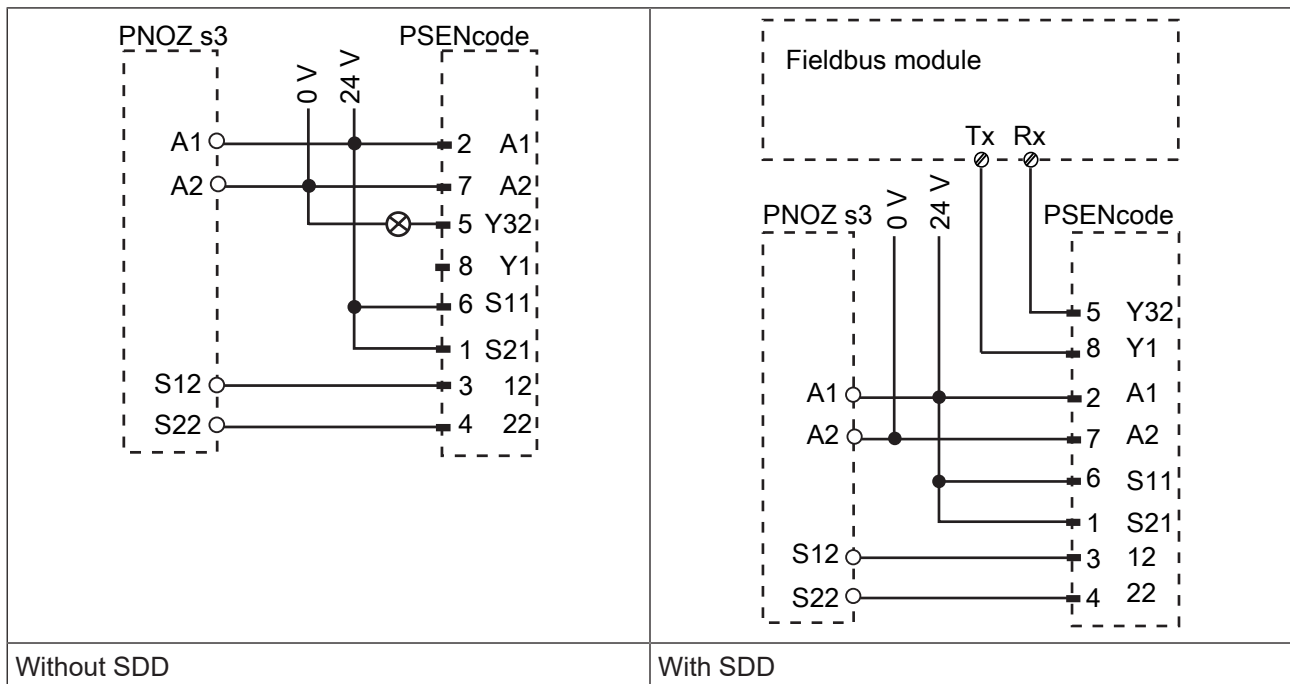 PNOZ s3
PSENcode
0 V
24 V
A1
2 A1
A2
7 A2
5 Y32
8 Y1
6 S11
1 S21
S12
3 12
S22
4 22
Without SDD
Fieldbus module
Tx Rx
PNOZ s3
0 V
24 V
PSENcode
5 Y32
8 Y1
A1
2 A1
A2
7 A2
6 S11
1 S21
S12
3 12
S22
4 22
With SDD